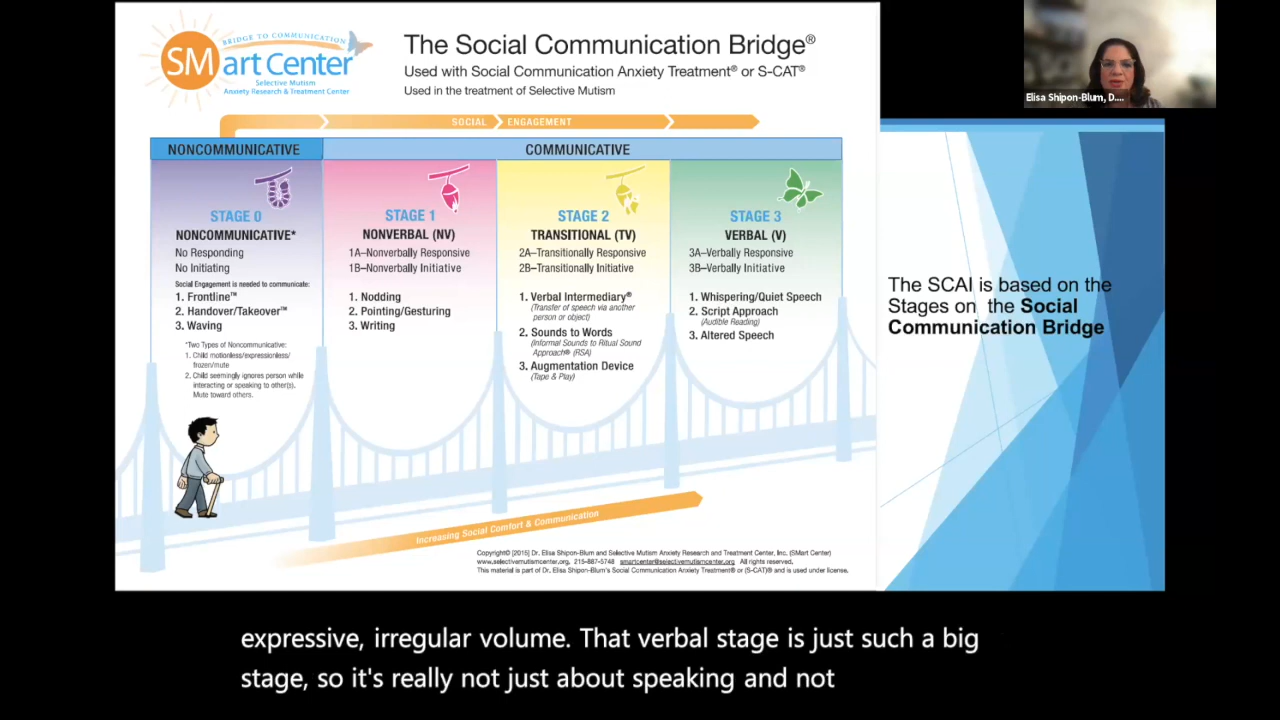 BRIDGE TO COMMUNICATION
SMart Center
Selective Mutism
Anxiety Research & Treatment Center
The Social Communication Bridge®
Used with Social Communication Anxiety Treatment® or S-CAT®
Used in the treatment of Selective Mutism
SOCIAL ENGAGEMENT
NONCOMMUNICATIVE
COMMUNICATIVE
STAGE 0
NONCOMMUNICATIVE*
No Responding
No Initiating
Social Engagement is needed to communicate:
1. Frontline™
2. Handover/Takeover™
3. Waving
*Two Types of Noncommunicative:
1. Child motionless/expressionless/
frozen/mute
2. Child seemingly ignores person while
interacting or speaking to other(s).
Mute toward others.
STAGE 1
NONVERBAL (NV)
1A–Nonverbally Responsive
1B–Nonverbally Initiative
1. Nodding
2. Pointing/Gesturing
3. Writing
STAGE 2
TRANSITIONAL (TV)
2A–Transitionally Responsive
2B–Transitionally Initiative
1. Verbal Intermediary®
(Transfer of speech via another
person or object)
2. Sounds to Words
(Informal Sounds to Ritual Sound
Approach® (RSA)
3. Augmentation Device
(Tape & Play)
STAGE 3
VERBAL (V)
3A–Verbally Responsive
3B–Verbally Initiative
1. Whispering/Quiet Speech
2. Script Approach
(Audible Reading)
3. Altered Speech
Increasing Social Comfort & Communication
Copyright© [2015] Dr. Elisa Shipon-Blum and Selective Mutism Anxiety Research and Treatment Center, Inc. (SMart Center)
www.selectivemutismcenter.org, 215-887-5748 smartcenter@selectivemutismcenter.org All rights reserved.
This material is part of Dr. Elisa Shipon-Blum's Social Communication Anxiety Treatment® or (S-CAT)® and is used under license.
Elisa Shipon-Blum, D....
The SCAI is based on the
Stages on the Social
Communication Bridge
expressive, irregular volume. That verbal stage is just such a big
stage, so it's really not just about speaking and not